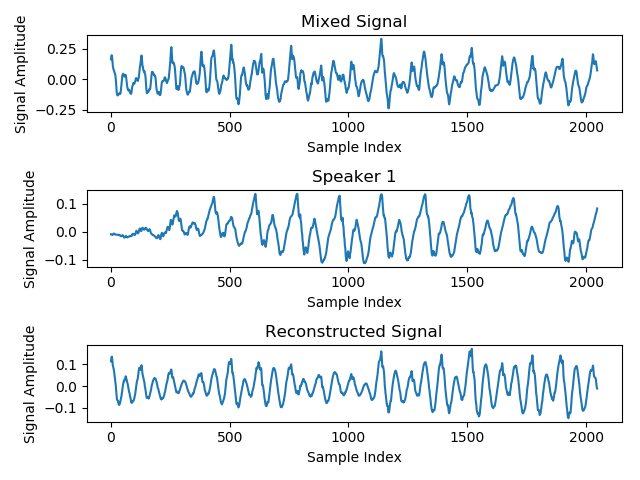 Mixed Signal
Signal Amplitude
0.25
0.00
−0.25
0
500
1000
1500
2000
Sample Index
Speaker 1
Signal Amplitude
0.1
0.0
−0.1
0
500
1000
1500
2000
Sample Index
Reconstructed Signal
Signal Amplitude
0.1
0.0
−0.1
0
500
1000
1500
2000
Sample Index